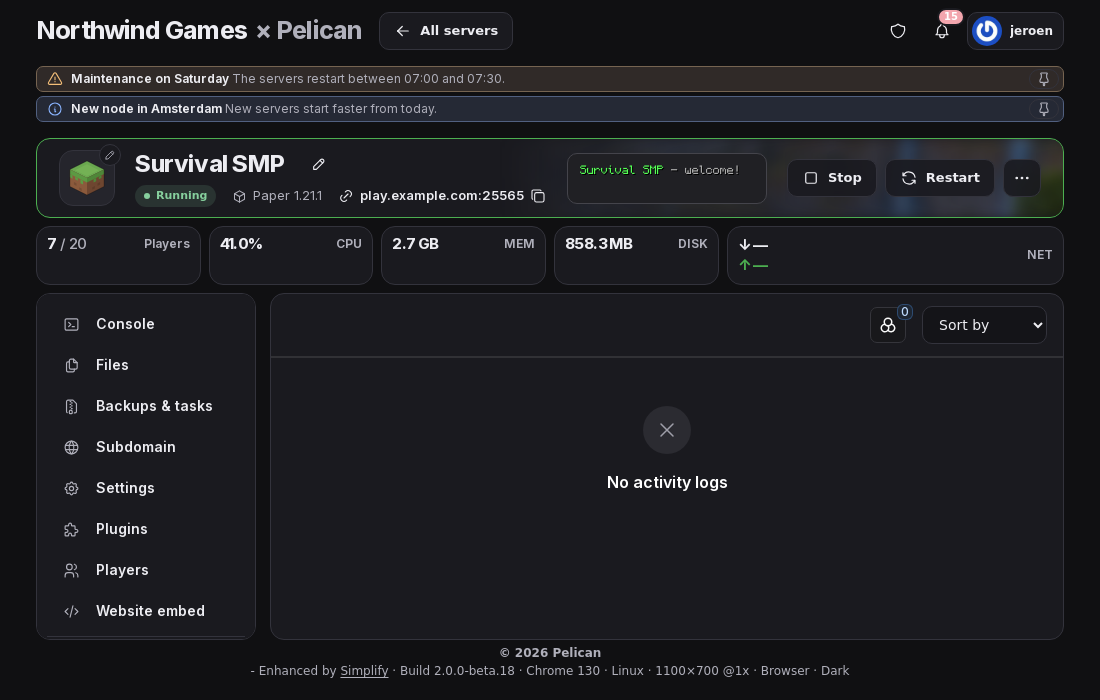 Northwind Games × Pelican
All servers
15
jeroen
Maintenance on Saturday The servers restart between 07:00 and 07:30.
New node in Amsterdam New servers start faster from today.
Survival SMP
Running
Paper 1.21.1
play.example.com:25565
Survival SMP – welcome!
Stop
Restart
7 / 20 Players
41.0% CPU
2.7 GB MEM
858.3 MB DISK
↓—
↑—
NET
Console
Files
Backups & tasks
Subdomain
Settings
Plugins
Players
Website embed
0
Sort by
No activity logs
© 2026 Pelican
- Enhanced by Simplify · Build 2.0.0-beta.18 · Chrome 130 · Linux · 1100×700 @1x · Browser · Dark